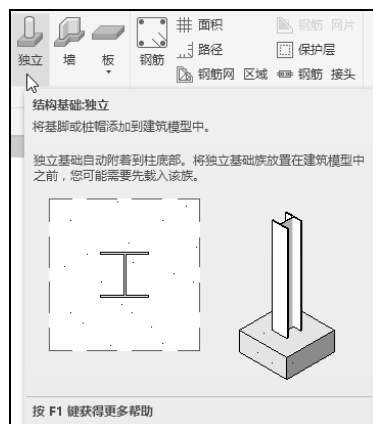 独立 墙 板 钢筋 面积 钢筋 网片
路径 保护层
钢筋网 区域 钢筋 接头
结构基础:独立
将基脚或桩帽添加到建筑模型中。
独立基础自动附着到柱底部。将独立基础族放置在建筑模型中
之前，您可能需要先载入该族。
按 F1 键获得更多帮助